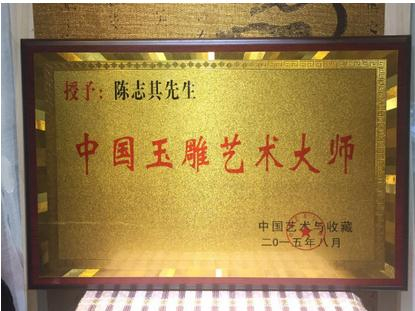 授予：陈志其先生
中国玉雕艺术大师
中国艺术与收藏
二〇一五年八月